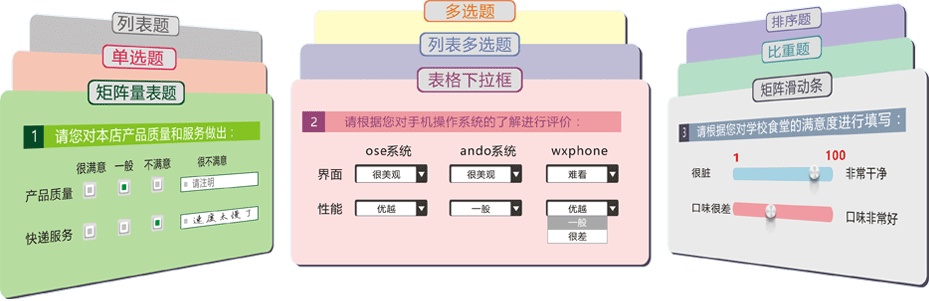 列表题
单选题
矩阵量表题
1 请您对本店产品质量和服务做出：
很满意 一般 不满意 很不满意
产品质量 请注明
快递服务 速度太慢了
多选题
列表多选题
表格下拉框
2 请根据您对手机操作系统的了解进行评价：
ose系统 ando系统 wxphone
界面 很美观 很美观 难看
性能 优越 一般 优越
一般
很差
排序题
比重题
矩阵滑动条
3 请根据您对学校食堂的满意度进行填写：
1 100
很脏 非常干净
口味很差 口味非常好